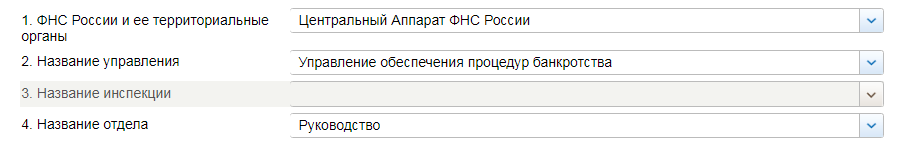 1. ФНС России и ее территориальные органы
Центральный Аппарат ФНС России
2. Название управления
Управление обеспечения процедур банкротства
3. Название инспекции
4. Название отдела
Руководство